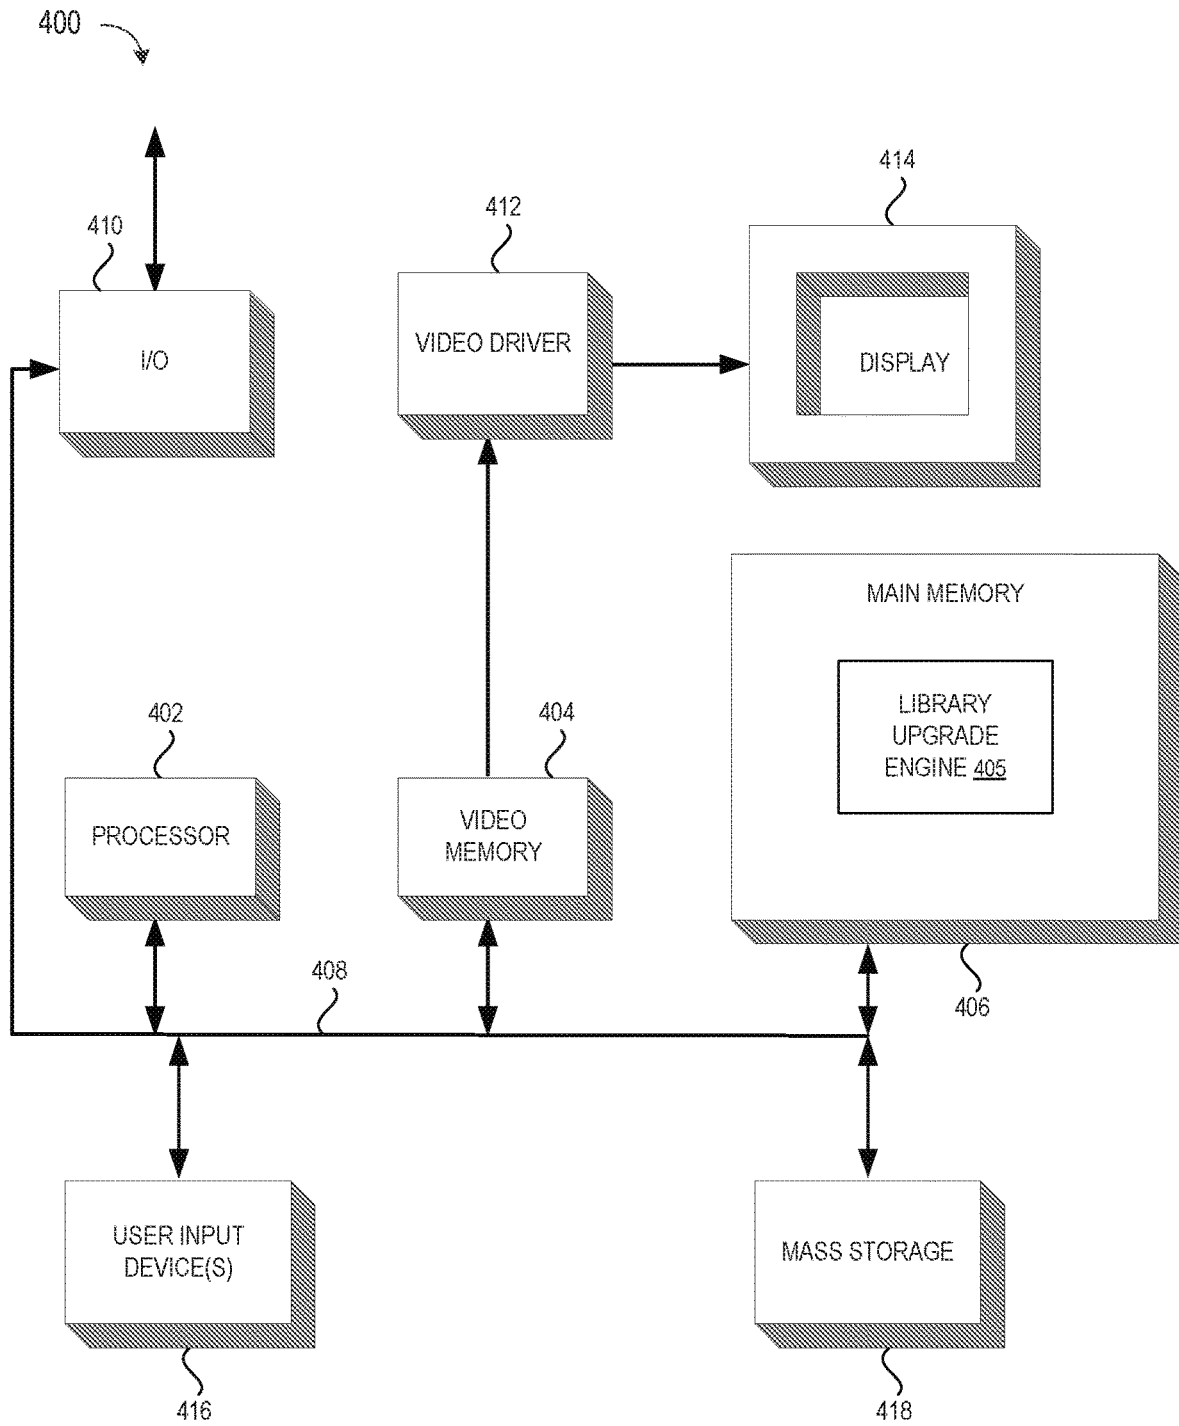 400
414
412
410
VIDEO DRIVER
I/O
DISPLAY
MAIN MEMORY
LIBRARY
UPGRADE
ENGINE 405
402
404
PROCESSOR
VIDEO
MEMORY
408
406
USER INPUT
DEVICE(S)
MASS STORAGE
416
418